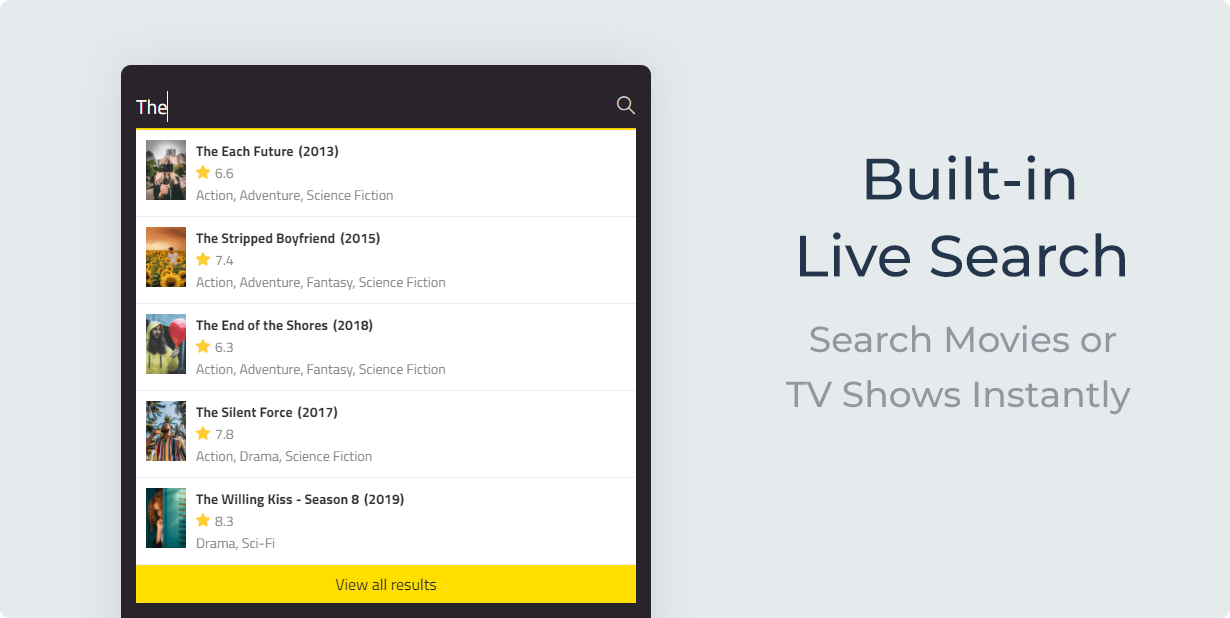 The
The Each Future (2013)
6.6
Action, Adventure, Science Fiction
The Stripped Boyfriend (2015)
7.4
Action, Adventure, Fantasy, Science Fiction
The End of the Shores (2018)
6.3
Action, Adventure, Fantasy, Science Fiction
The Silent Force (2017)
7.8
Action, Drama, Science Fiction
The Willing Kiss - Season 8 (2019)
8.3
Drama, Sci-Fi
View all results
Built-in
Live Search
Search Movies or
TV Shows Instantly